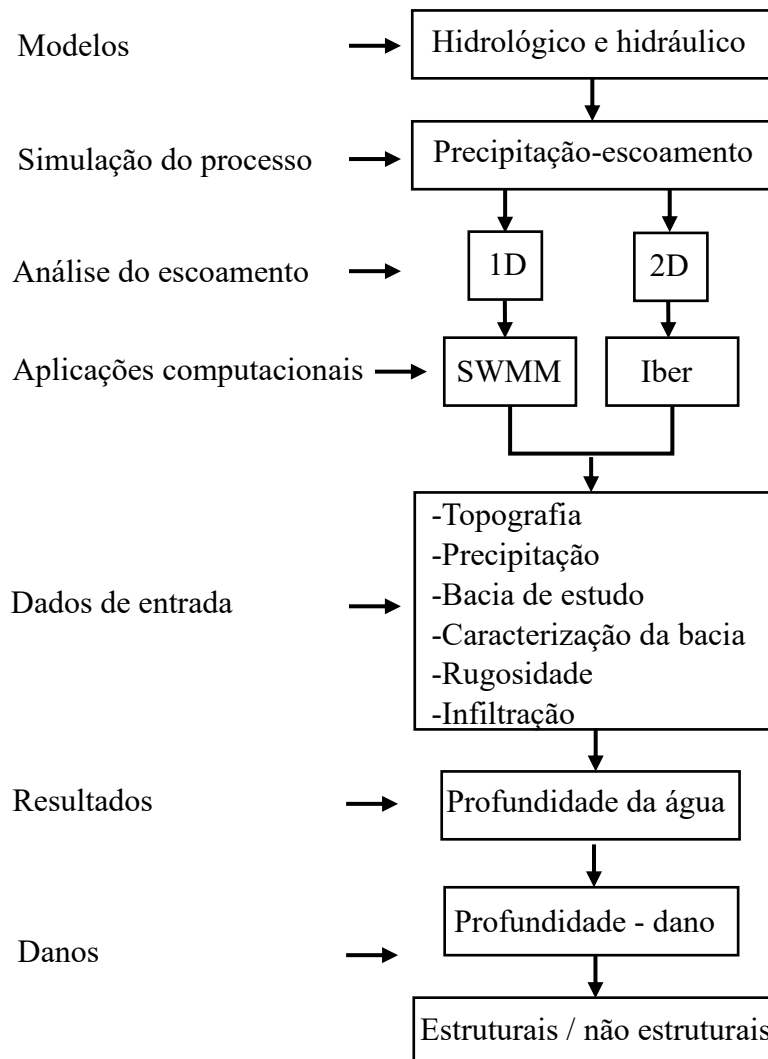 Modelos
Hidrológico e hidráulico
Simulação do processo
Precipitação-escoamento
Análise do escoamento
1D
2D
Aplicações computacionais
SWMM
Iber
Dados de entrada
-Topografia
-Precipitação
-Bacia de estudo
-Caracterização da bacia
-Rugosidade
-Infiltração
Resultados
Profundidade da água
Danos
Profundidade - dano
Estruturais / não estruturais